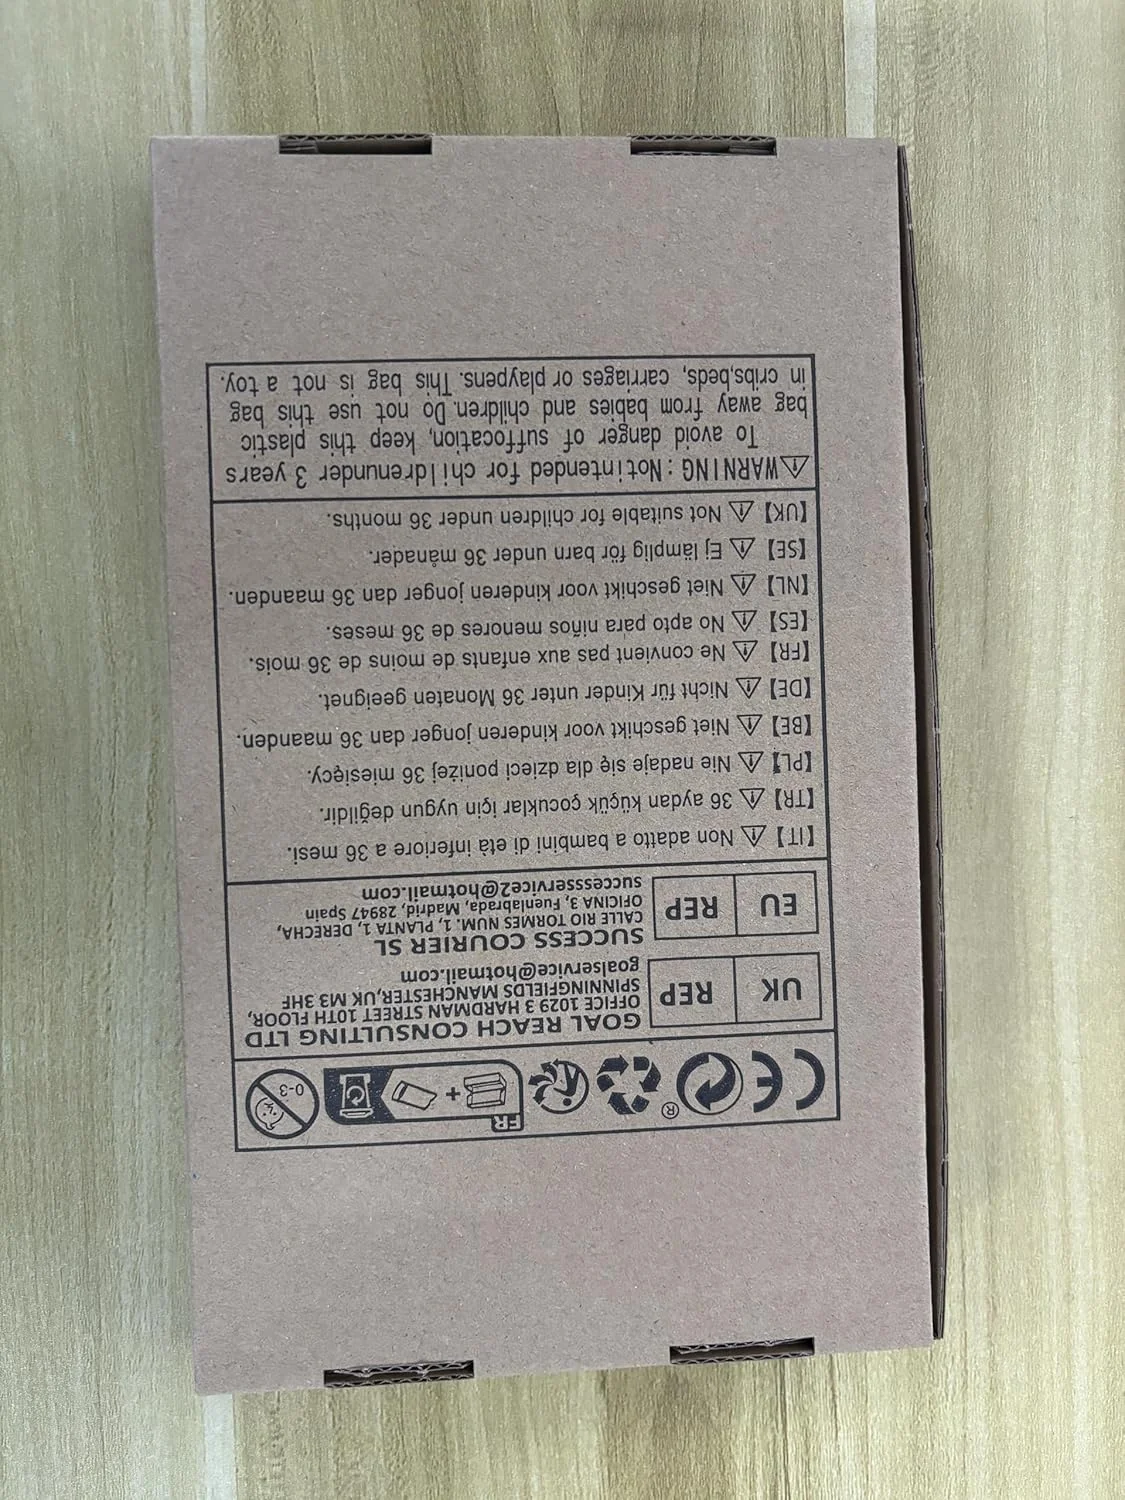 CE
®
FR
+
0-3
UK REP
GOAL REACH CONSULTING LTD
OFFICE 1029 3 HARDMAN STREET 10TH FLOOR,
SPINNINGFIELDS MANCHESTER,UK M3 3HF
goalservice@hotmail.com
EU REP
SUCCESS COURIER SL
CALLE RIO TORMES NUM. 1, PLANTA 1, DERECHA,
OFICINA 3, Fuenlabrada, Madrid, 28947 Spain
successservice2@hotmail.com
【IT】⚠ Non adatto a bambini di età inferiore a 36 mesi.
【TR】⚠ 36 aydan küçük çocuklar için uygun değildir.
【PL】⚠ Nie nadaje się dla dzieci poniżej 36 miesięcy.
【BE】⚠ Niet geschikt voor kinderen jonger dan 36 maanden.
【DE】⚠ Nicht für Kinder unter 36 Monaten geeignet.
【FR】⚠ Ne convient pas aux enfants de moins de 36 mois.
【ES】⚠ No apto para niños menores de 36 meses.
【NL】⚠ Niet geschikt voor kinderen jonger dan 36 maanden.
【SE】⚠ Ej lämplig för barn under 36 månader.
【UK】⚠ Not suitable for children under 36 months.
⚠WARNING:Notintended for childrenunder 3 years
To avoid danger of suffocation, keep this plastic
bag away from babies and children. Do not use this bag
in cribs,beds, carriages or playpens. This bag is not a toy.